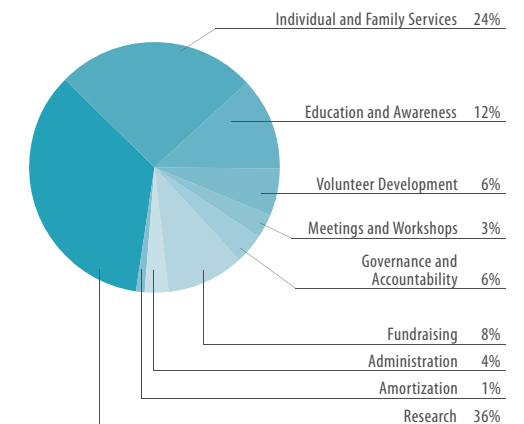 Individual and Family Services 24%
Education and Awareness 12%
Volunteer Development 6%
Meetings and Workshops 3%
Governance and
Accountability 6%
Fundraising 8%
Administration 4%
Amortization 1%
Research 36%